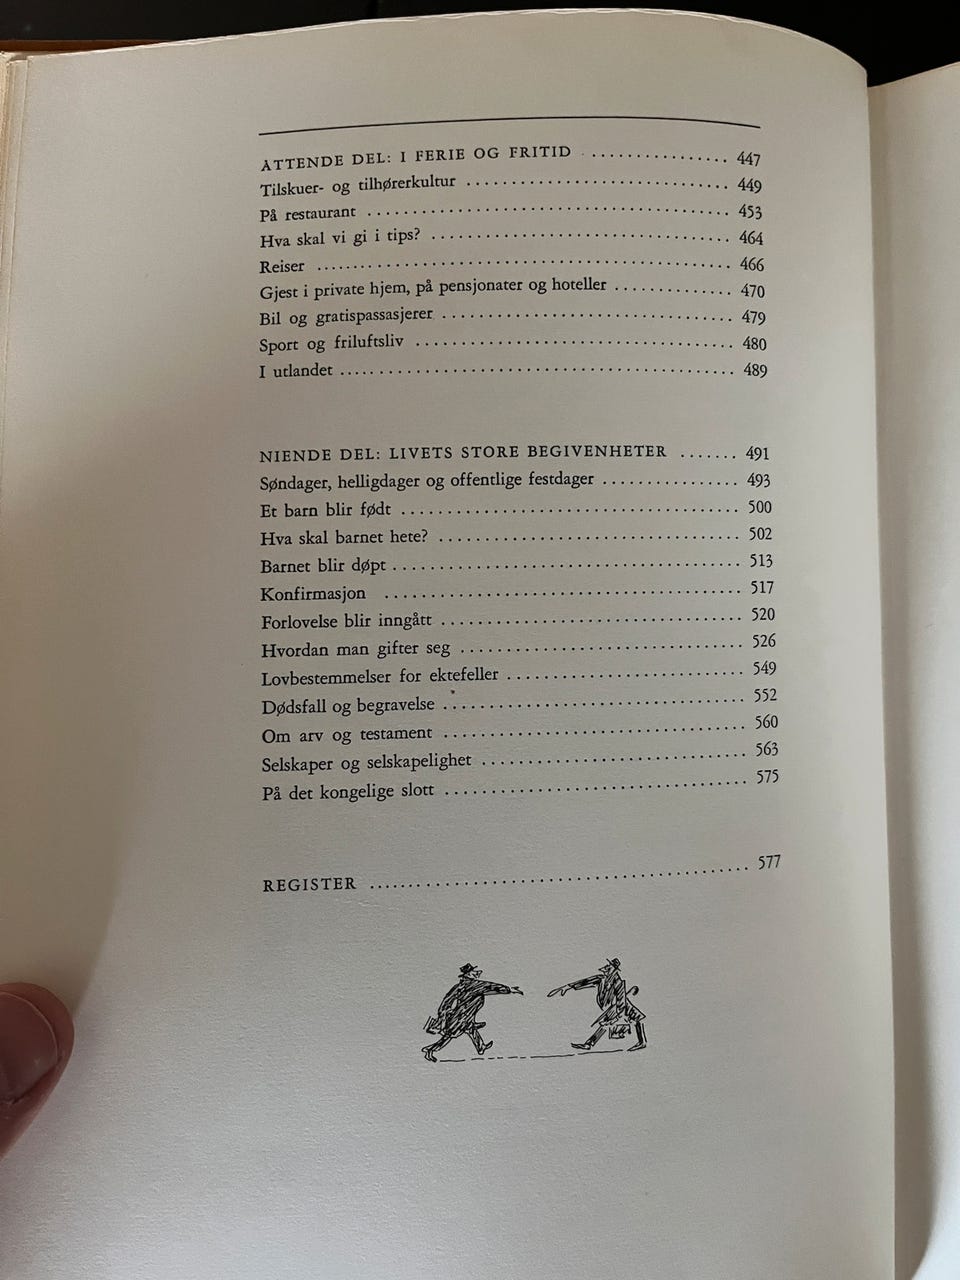 ÅTTENDE DEL: I FERIE OG FRITID ................ 447
Tilskuer- og tilhørerkultur ............................ 449
På restaurant ........................................ 453
Hva skal vi gi i tips? ................................ 464
Reiser ............................................... 466
Gjest i private hjem, på pensjonater og hoteller ............ 470
Bil og gratispassasjerer ................................ 479
Sport og friluftsliv .................................... 480
I utlandet ............................................ 489
NIENDE DEL: LIVETS STORE BEGIVENHETER ....... 491
Søndager, helligdager og offentlige festdager ................ 493
Et barn blir født ...................................... 500
Hva skal barnet hete? ................................. 502
Barnet blir døpt ...................................... 513
Konfirmasjon ....................................... 517
Forlovelse blir inngått ................................. 520
Hvordan man gifter seg ............................... 526
Lovbestemmelser for ektefeller ........................... 549
Dødsfall og begravelse ................................. 552
Om arv og testament ................................. 560
Selskaper og selskapelighet .............................. 563
På det kongelige slott .................................. 575
REGISTER ......................................... 577